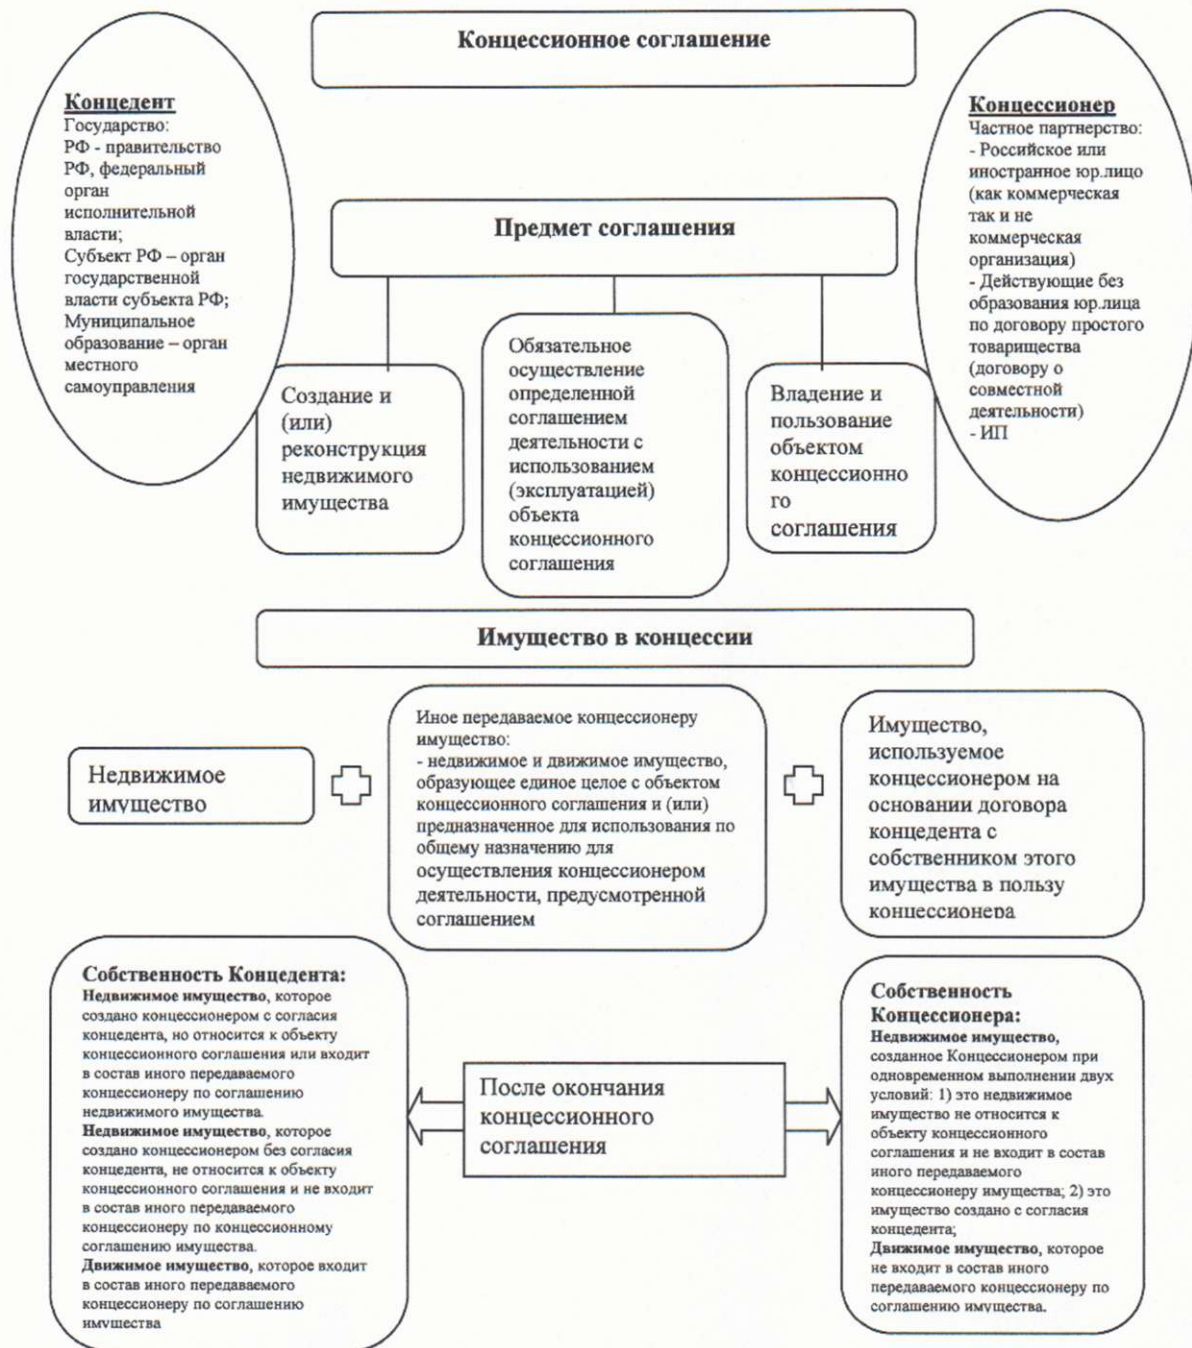 Концессионное соглашение
Концедент
Государство:
РФ - правительство
РФ, федеральный
орган
исполнительной
власти;
Субъект РФ – орган
государственной
власти субъекта РФ;
Муниципальное
образование – орган
местного
самоуправления
Концессионер
Частное партнерство:
- Российское или
иностранное юр.лицо
(как коммерческая
так и не
коммерческая
организация)
- Действующие без
образования юр.лица
по договору простого
товарищества
(договору о
совместной
деятельности)
- ИП
Предмет соглашения
Создание и
(или)
реконструкция
недвижимого
имущества
Обязательное
осуществление
определенной
соглашением
деятельности с
использованием
(эксплуатацией)
объекта
концессионного
соглашения
Владение и
пользование
объектом
концессионно
го
соглашения
Имущество в концессии
Недвижимое
имущество
Иное передаваемое концессионеру
имущество:
- недвижимое и движимое имущество,
образующее единое целое с объектом
концессионного соглашения и (или)
предназначенное для использования по
общему назначению для
осуществления концессионером
деятельности, предусмотренной
соглашением
Имущество,
используемое
концессионером на
основании договора
концедента с
собственником этого
имущества в пользу
концессионера
Собственность Концедента:
Недвижимое имущество, которое
создано концессионером с согласия
концедента, но относится к объекту
концессионного соглашения или входит
в состав иного передаваемого
концессионеру по соглашению
недвижимого имущества.
Недвижимое имущество, которое
создано концессионером без согласия
концедента, не относится к объекту
концессионного соглашения и не входит
в состав иного передаваемого
концессионеру по концессионному
соглашению имущества.
Движимое имущество, которое входит
в состав иного передаваемого
концессионеру по соглашению
имущества
После окончания
концессионного
соглашения
Собственность
Концессионера:
Недвижимое имущество,
созданное Концессионером при
одновременном выполнении двух
условий: 1) это недвижимое
имущество не относится к
объекту концессионного
соглашения и не входит в состав
иного передаваемого
концессионеру имущества; 2) это
имущество создано с согласия
концедента;
Движимое имущество, которое
не входит в состав иного
передаваемого концессионеру по
соглашению имущества.